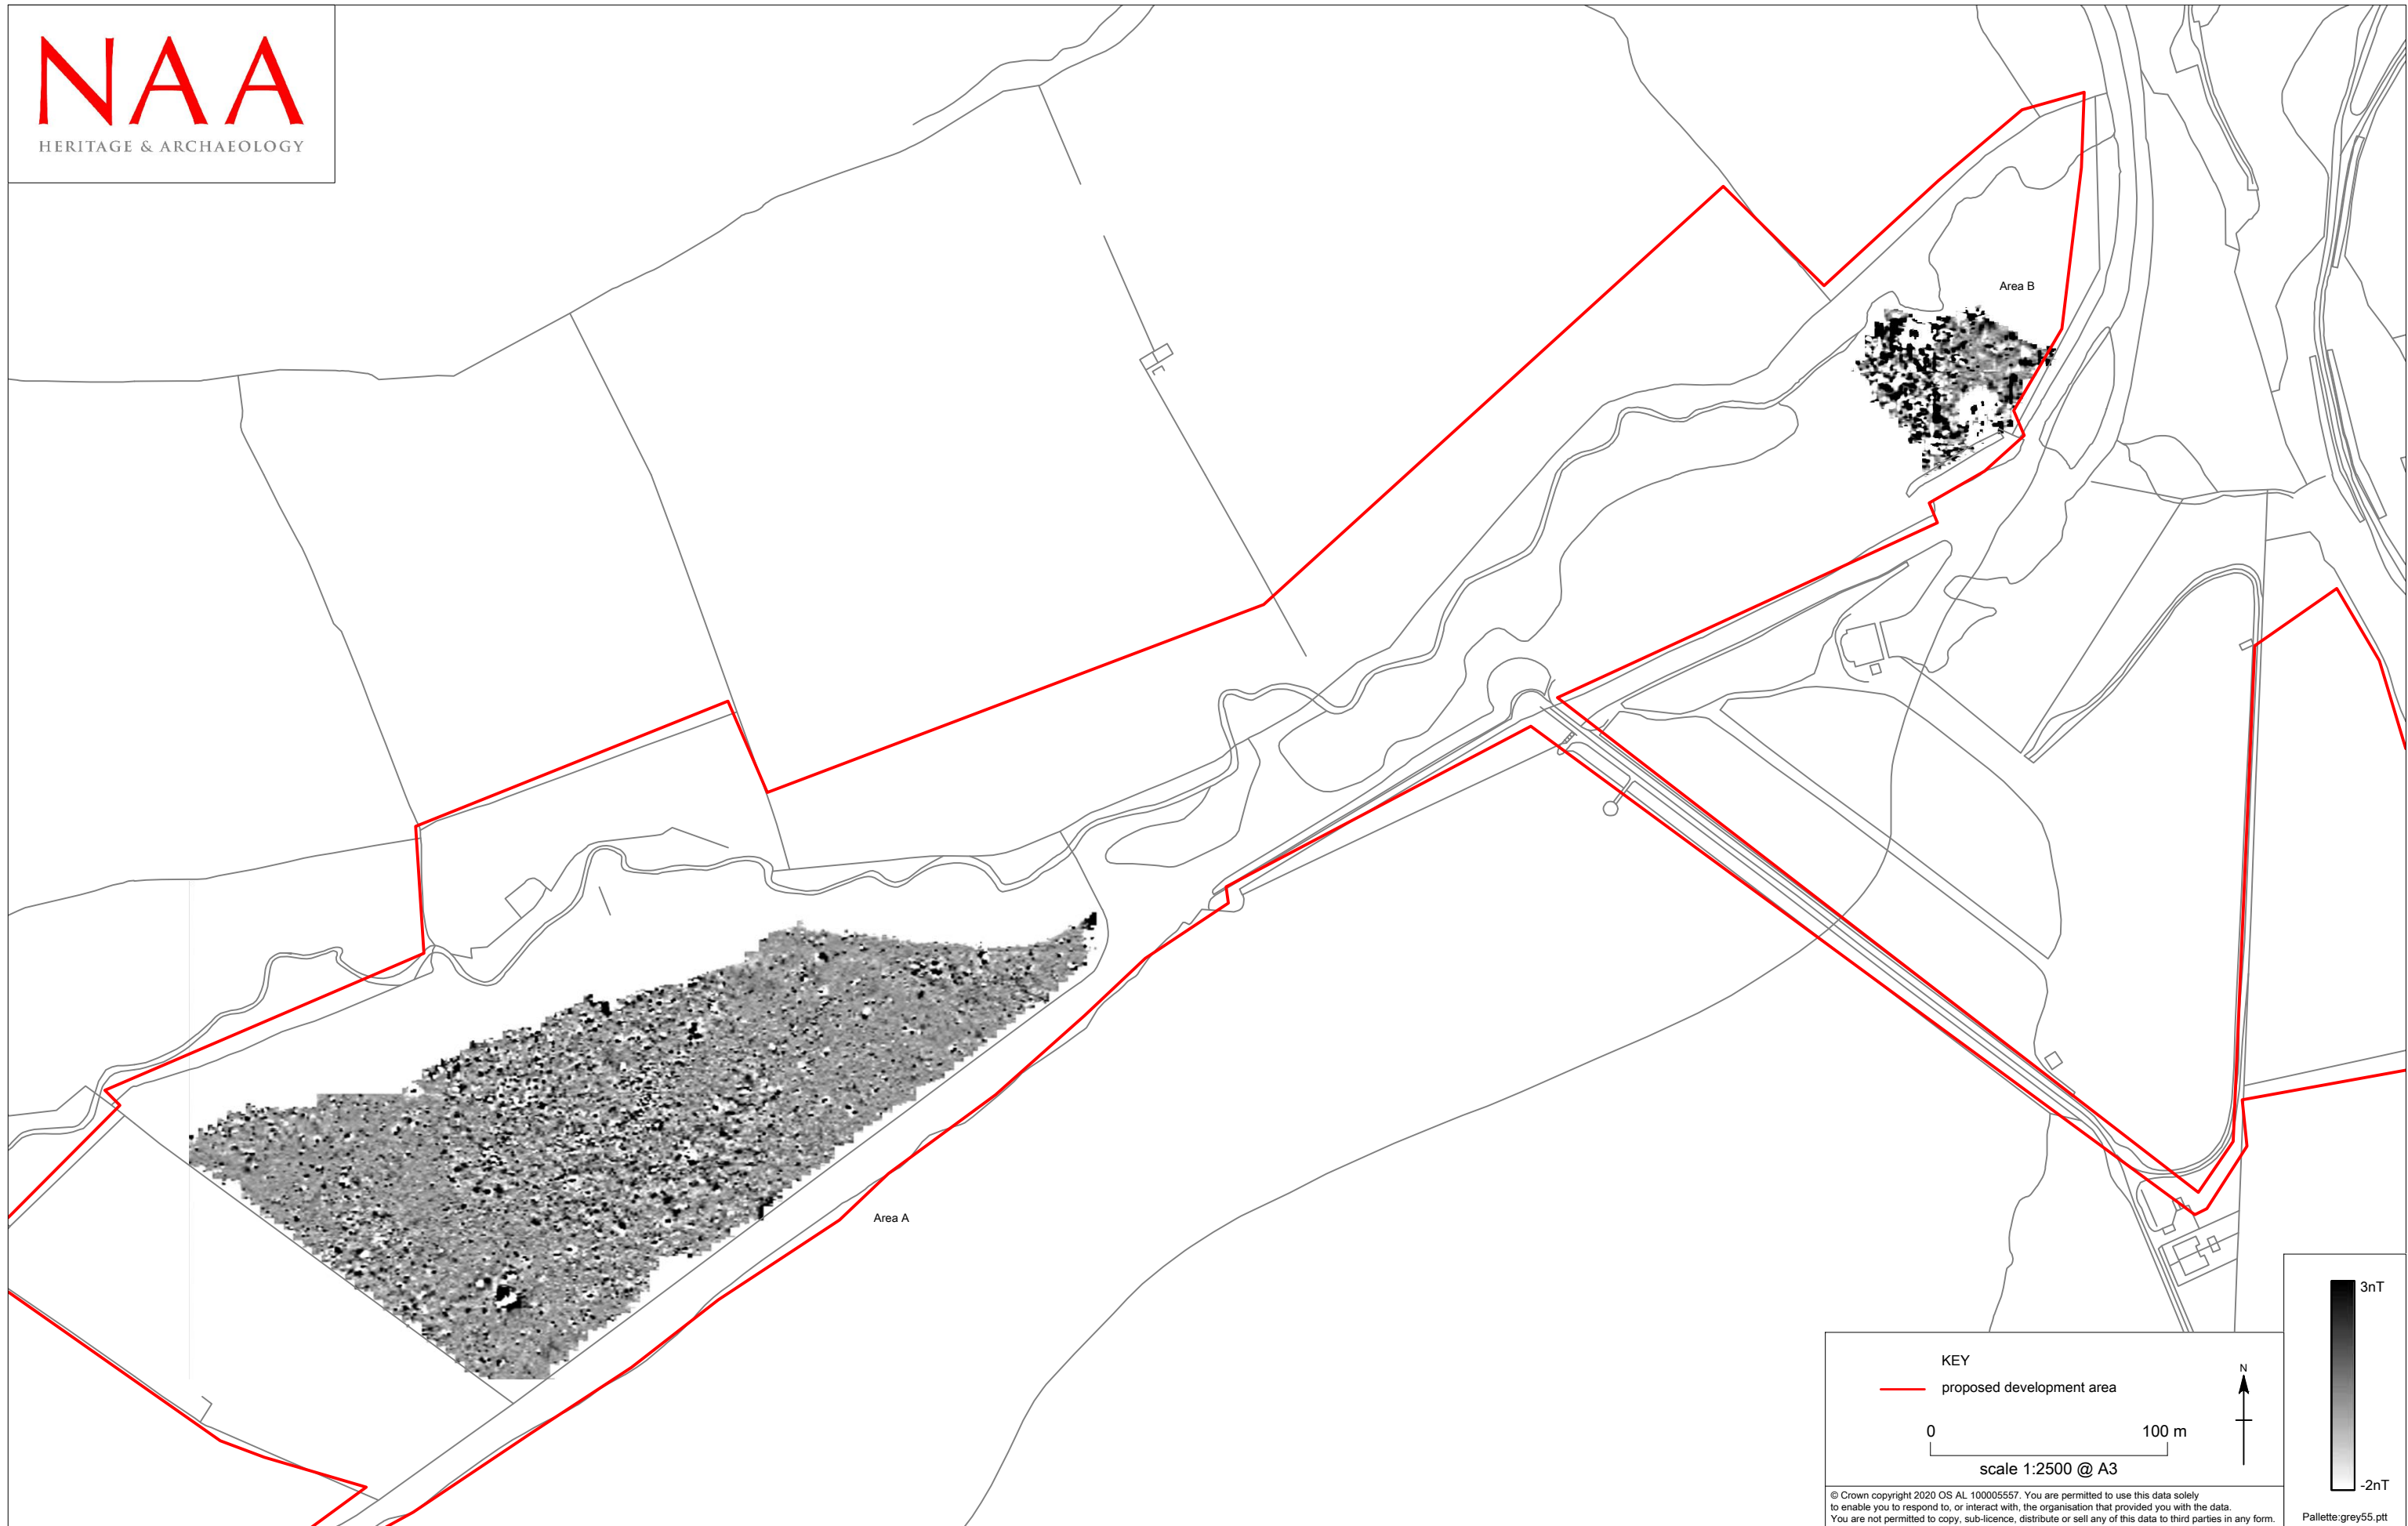 NAA
HERITAGE & ARCHAEOLOGY
Area B
Area A
KEY
proposed development area
N
0 100 m
scale 1:2500 @ A3
© Crown copyright 2020 OS AL 100005557. You are permitted to use this data solely
to enable you to respond to, or interact with, the organisation that provided you with the data.
You are not permitted to copy, sub-licence, distribute or sell any of this data to third parties in any form.
3nT
-2nT
Pallette:grey55.ptt